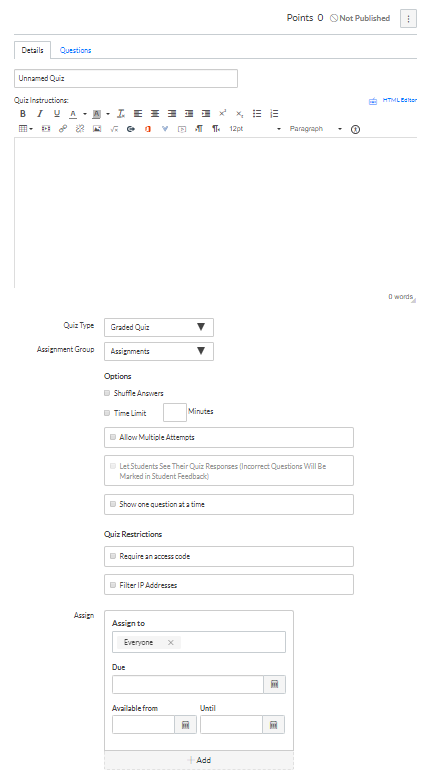 Points 0 Not Published
Details Questions
Unnamed Quiz
Quiz Instructions: HTML Editor
B I U A A
12pt Paragraph
0 words
Quiz Type Graded Quiz
Assignment Group Assignments
Options
Shuffle Answers
Time Limit Minutes
Allow Multiple Attempts
Let Students See Their Quiz Responses (Incorrect Questions Will Be
Marked in Student Feedback)
Show one question at a time
Quiz Restrictions
Require an access code
Filter IP Addresses
Assign
Assign to
Everyone ×
Due
Available from Until
+ Add